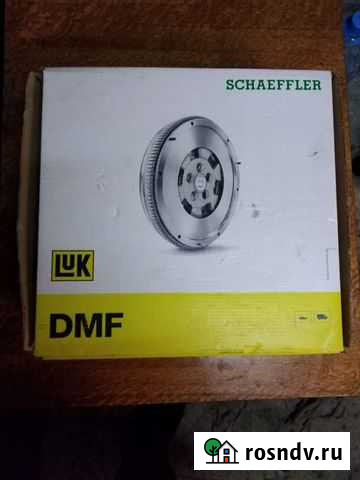 SCHAEFFLER
LUK
DMF
rosndv.ru